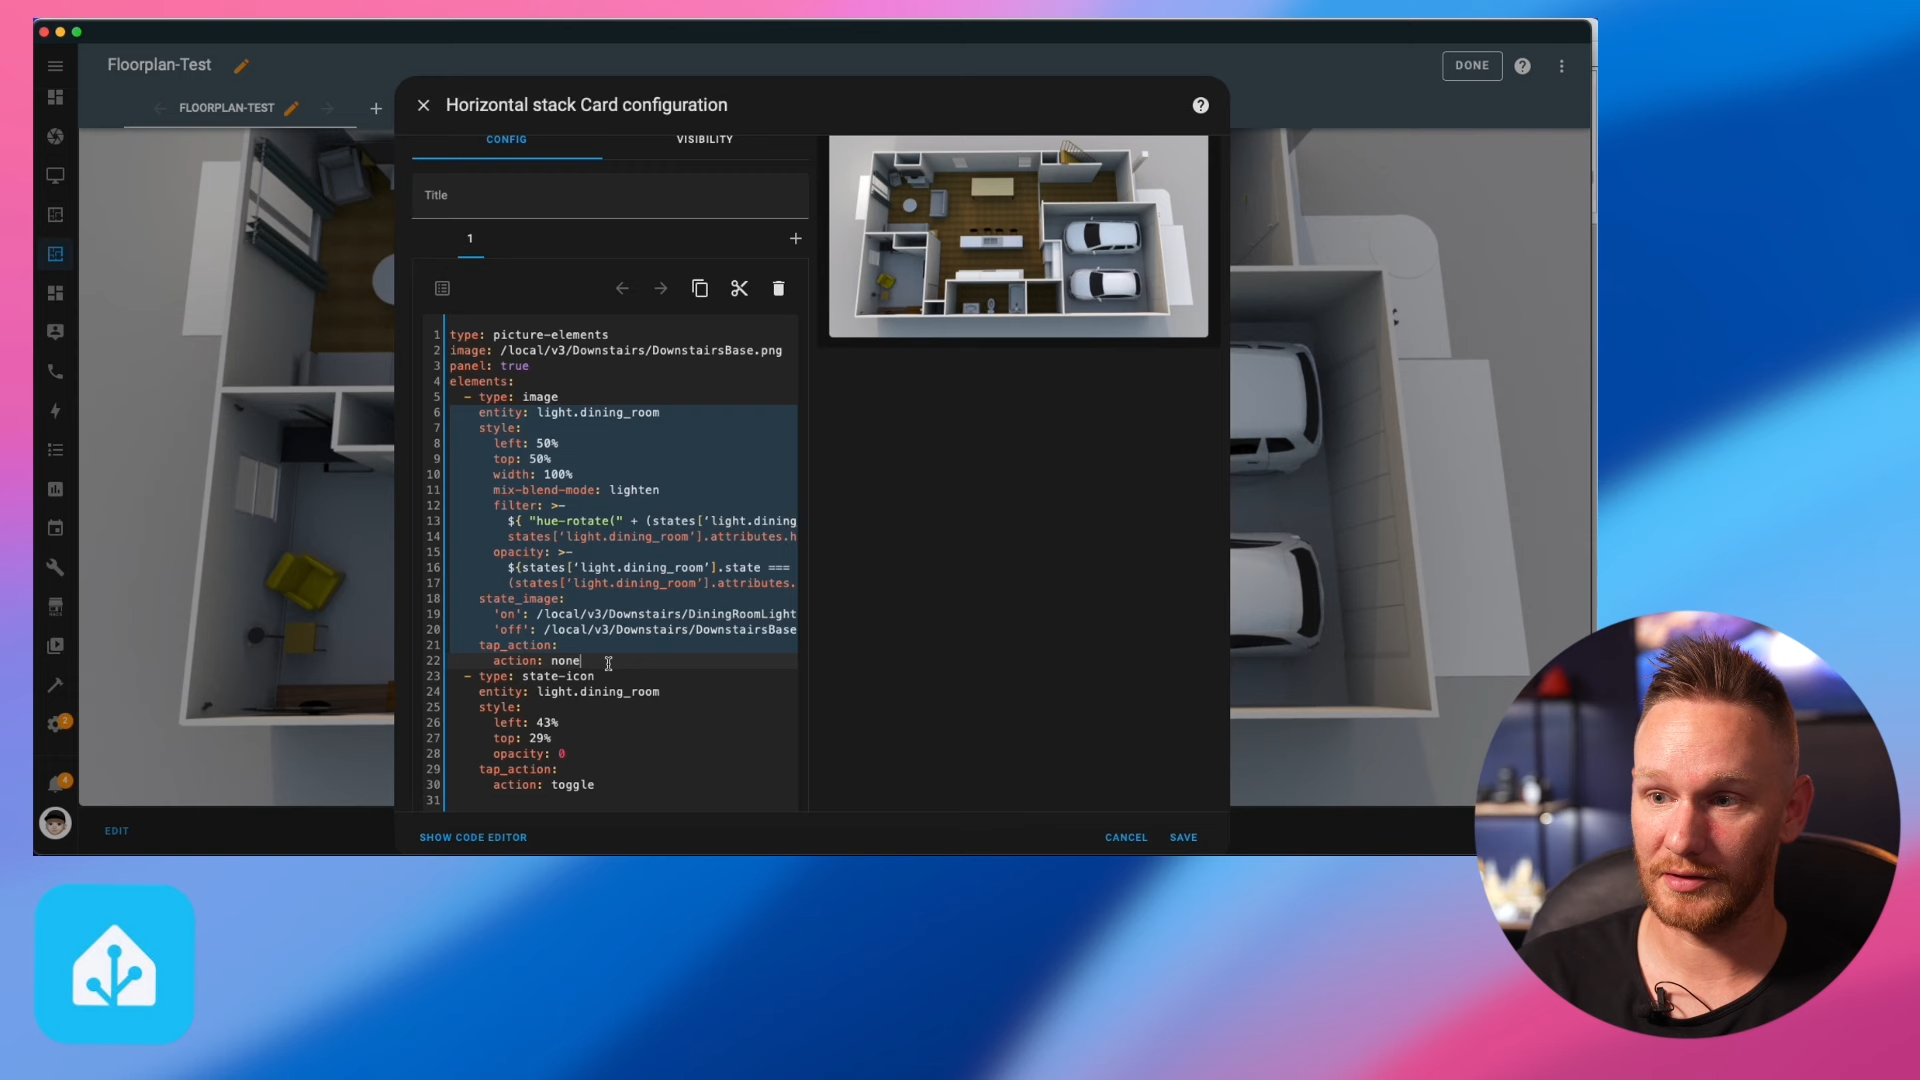 Floorplan-Test
DONE
FLOORPLAN-TEST
Horizontal stack Card configuration
CONFIG
VISIBILITY
Title
1
1 type: picture-elements
2 image: /local/v3/Downstairs/DownstairsBase.png
3 panel: true
4 elements:
5 - type: image
6 entity: light.dining_room
7 style:
8 left: 50%
9 top: 50%
10 width: 100%
11 mix-blend-mode: lighten
12 filter: >-
13 ${ "hue-rotate(" + (states['light.dining
14 states['light.dining_room'].attributes.h
15 opacity: >-
16 ${states['light.dining_room'].state ===
17 (states['light.dining_room'].attributes.
18 state_image:
19 'on': /local/v3/Downstairs/DiningRoomLight
20 'off': /local/v3/Downstairs/DownstairsBase
21 tap_action:
22 action: none
23 - type: state-icon
24 entity: light.dining_room
25 style:
26 left: 43%
27 top: 29%
28 opacity: 0
29 tap_action:
30 action: toggle
31
2
4
EDIT
SHOW CODE EDITOR
CANCEL
SAVE